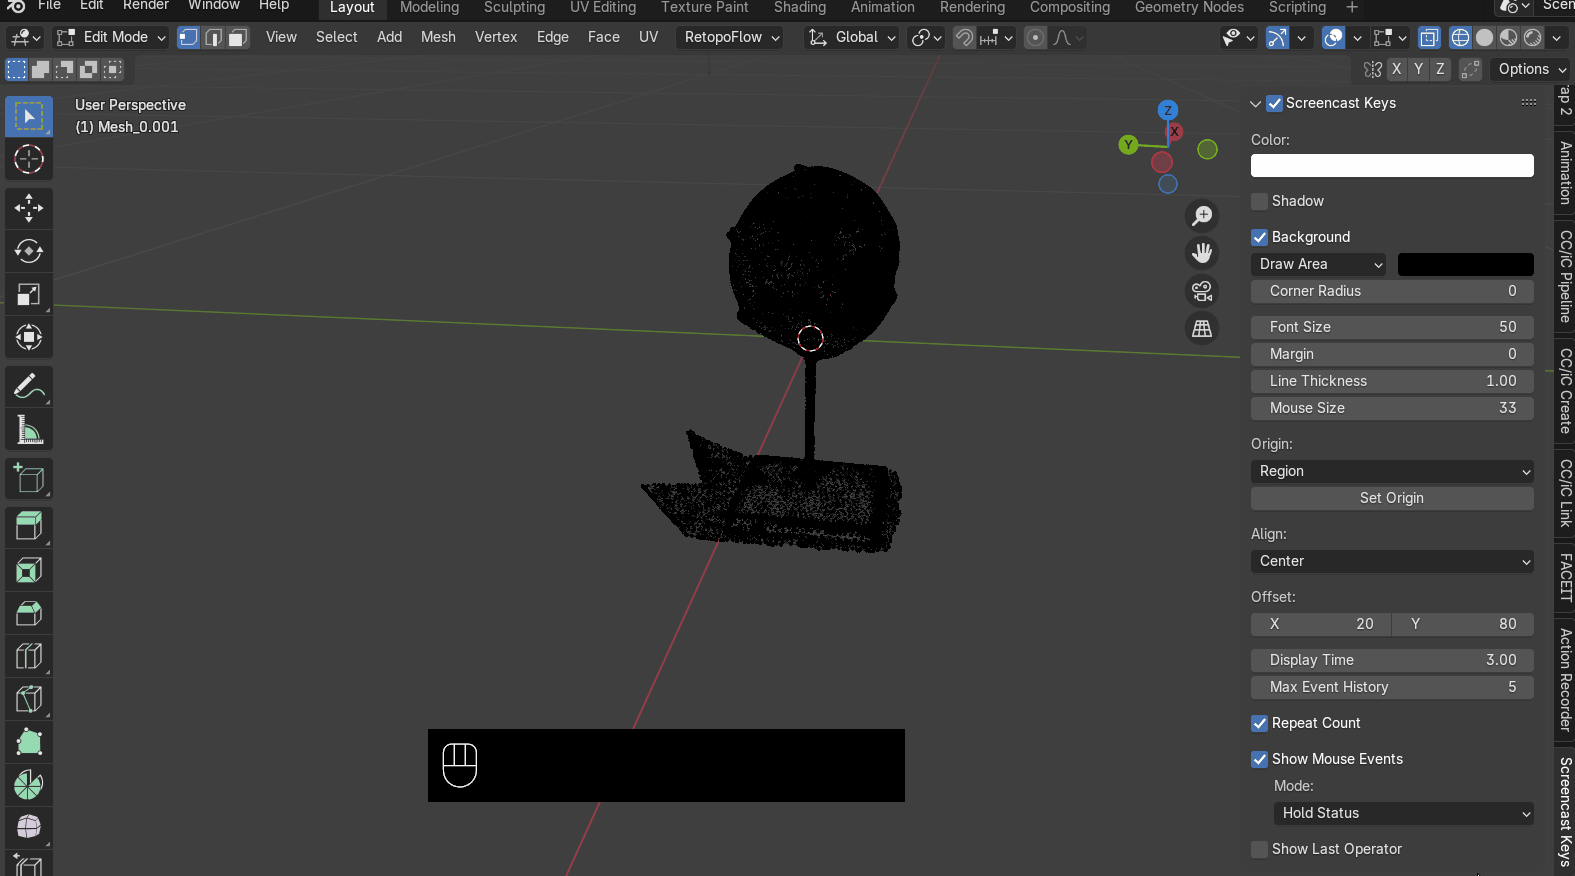 File Edit Render Window Help Layout Modeling Sculpting UV Editing Texture Paint Shading Animation Rendering Compositing Geometry Nodes Scripting + Scen
Edit Mode View Select Add Mesh Vertex Edge Face UV RetopoFlow Global
X Y Z Options
User Perspective
(1) Mesh_0.001
Z
X
Y
Screencast Keys
Color:
Shadow
Background
Draw Area
Corner Radius 0
Font Size 50
Margin 0
Line Thickness 1.00
Mouse Size 33
Origin:
Region
Set Origin
Align:
Center
Offset:
X 20 Y 80
Display Time 3.00
Max Event History 5
Repeat Count
Show Mouse Events
Mode:
Hold Status
Show Last Operator
ap 2
Animation
CC/iC Pipeline
CC/iC Create
CC/iC Link
FACEIT
Action Recorder
Screencast Keys